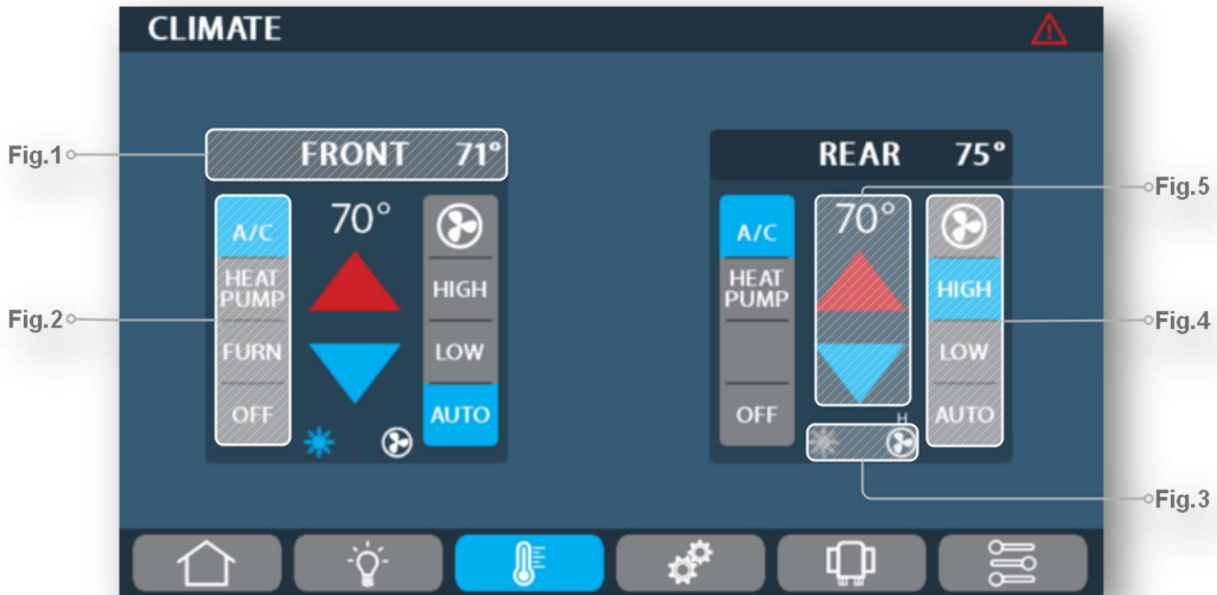 CLIMATE
Fig.1
FRONT 71°
70°
A/C
HEAT
PUMP
FURN
OFF
HIGH
LOW
AUTO
Fig.2
REAR 75°
70°
A/C
HEAT
PUMP
OFF
HIGH
LOW
AUTO
H
Fig.5
Fig.4
Fig.3